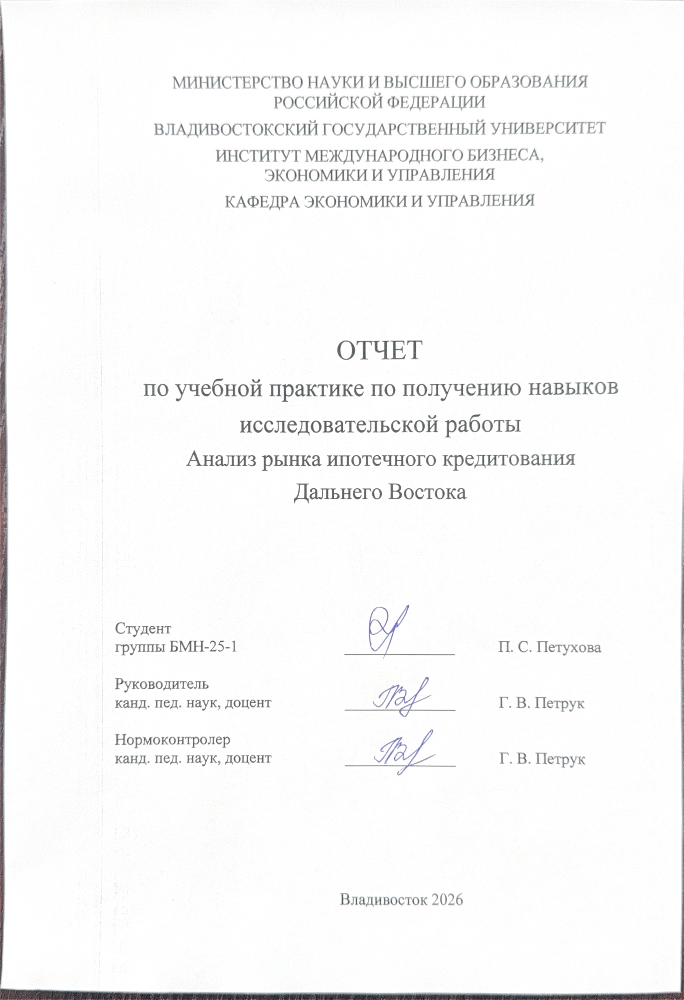 МИНИСТЕРСТВО НАУКИ И ВЫСШЕГО ОБРАЗОВАНИЯ
РОССИЙСКОЙ ФЕДЕРАЦИИ
ВЛАДИВОСТОКСКИЙ ГОСУДАРСТВЕННЫЙ УНИВЕРСИТЕТ
ИНСТИТУТ МЕЖДУНАРОДНОГО БИЗНЕСА,
ЭКОНОМИКИ И УПРАВЛЕНИЯ
КАФЕДРА ЭКОНОМИКИ И УПРАВЛЕНИЯ
ОТЧЕТ
по учебной практике по получению навыков
исследовательской работы
Анализ рынка ипотечного кредитования
Дальнего Востока
Студент
группы БМН-25-1 П. С. Петухова
Руководитель
канд. пед. наук, доцент Г. В. Петрук
Нормоконтролер
канд. пед. наук, доцент Г. В. Петрук
Владивосток 2026